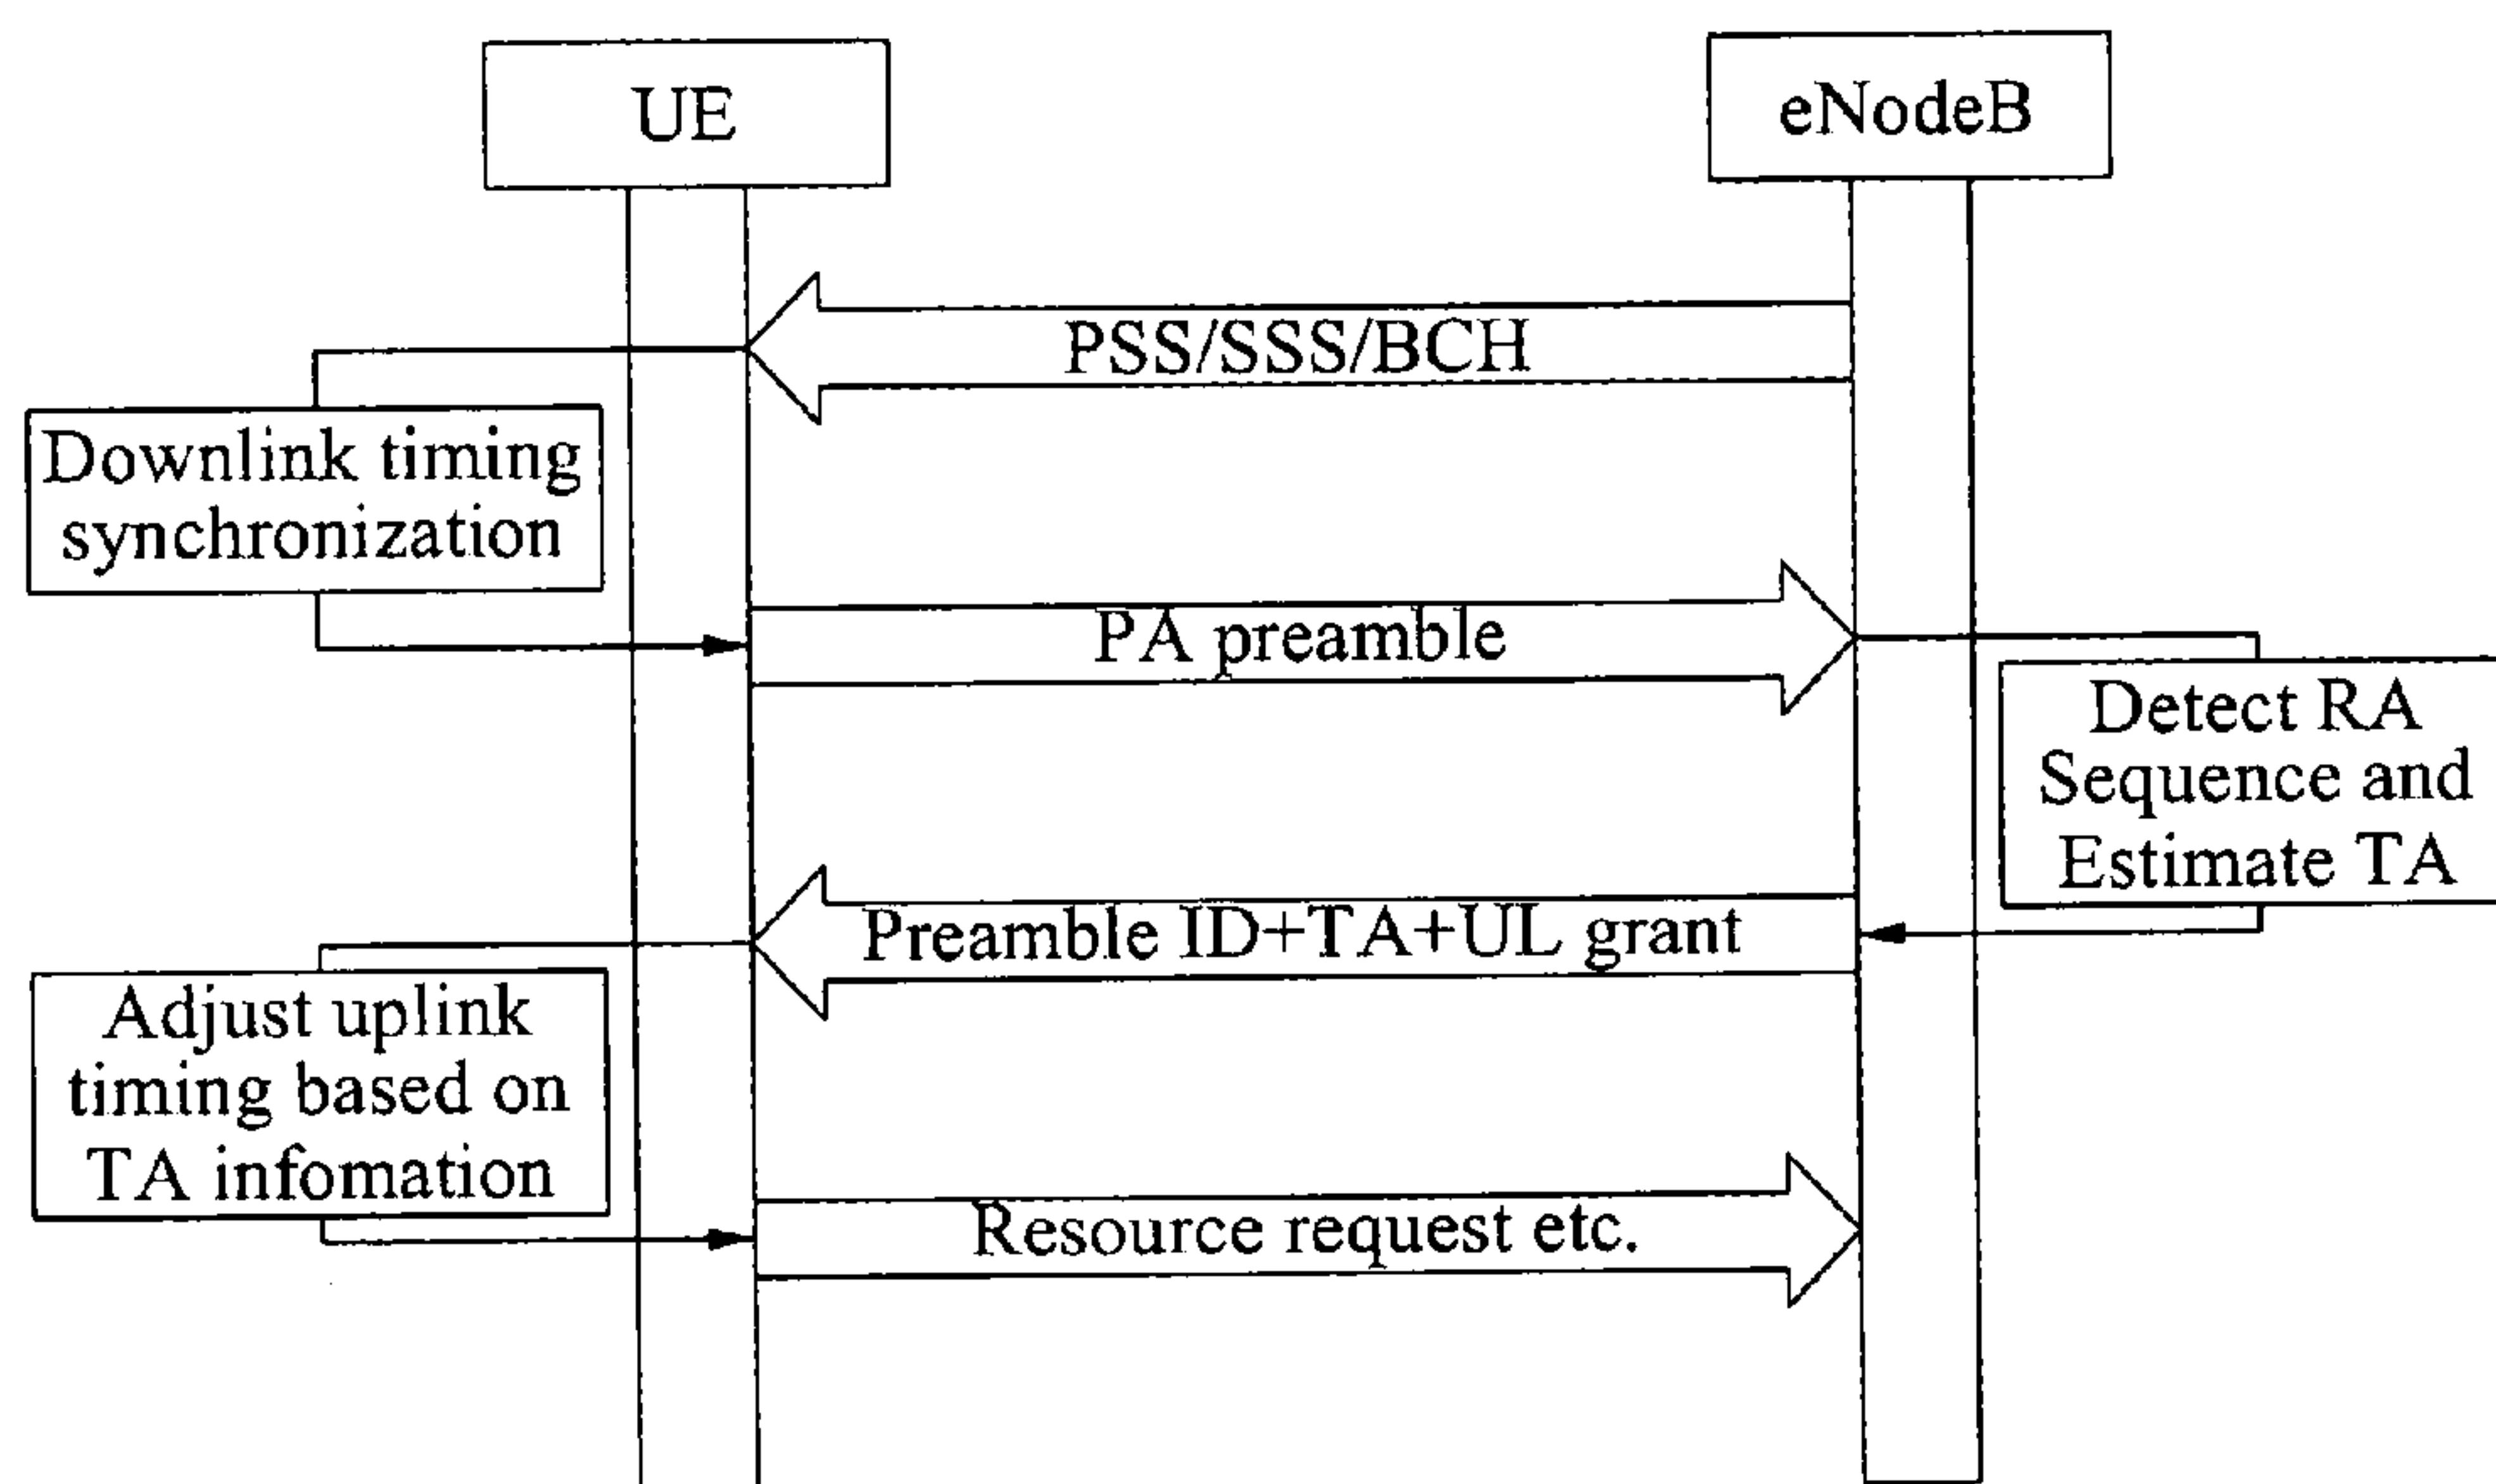 UE
eNodeB
PSS/SSS/BCH
Downlink timing
synchronization
PA preamble
Detect RA
Sequence and
Estimate TA
Preamble ID+TA+UL grant
Adjust uplink
timing based on
TA infomation
Resource request etc.